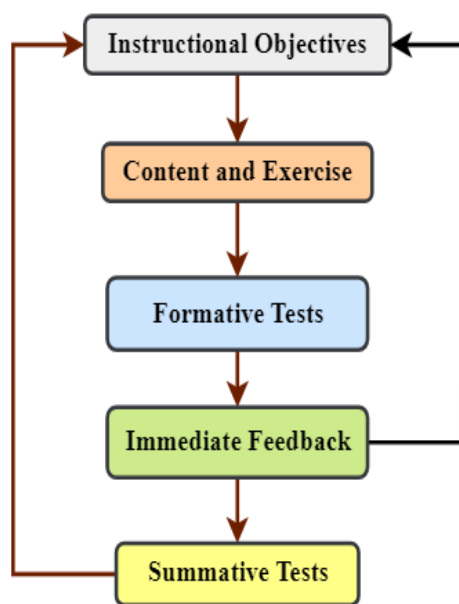 Instructional Objectives
Content and Exercise
Formative Tests
Immediate Feedback
Summative Tests